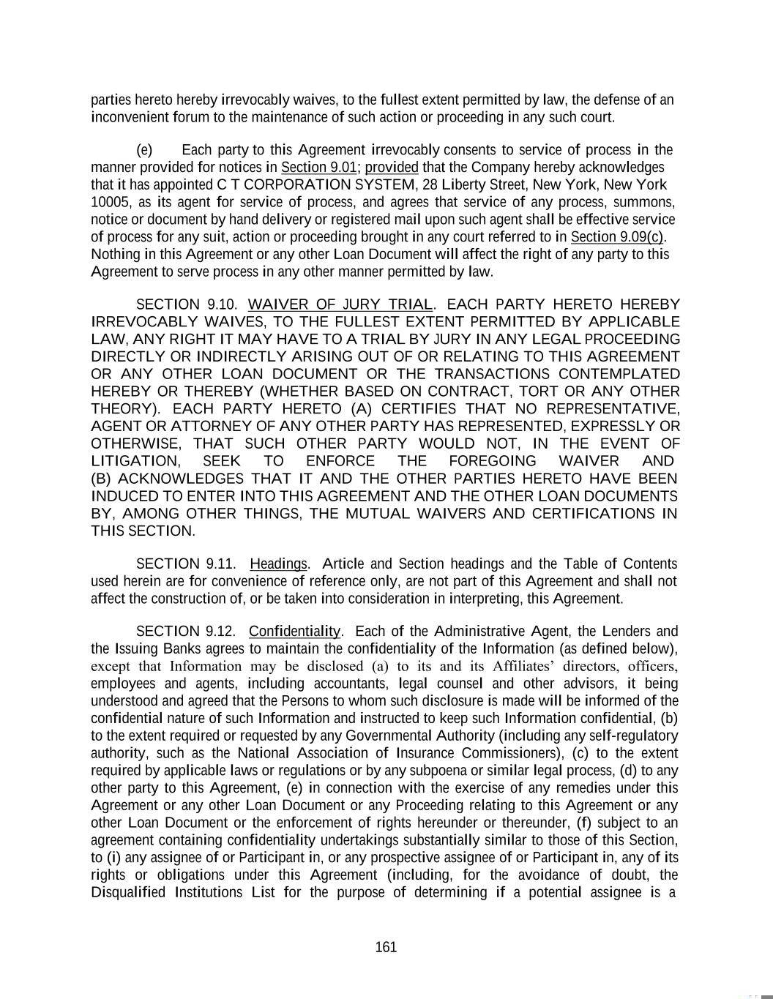 parties hereto hereby irrevocably waives, to the fullest extent permitted by law, the defense of an
inconvenient forum to the maintenance of such action or proceeding in any such court.
(e) Each party to this Agreement irrevocably consents to service of process in the
manner provided for notices in Section 9.01; provided that the Company hereby acknowledges
that it has appointed C T CORPORATION SYSTEM, 28 Liberty Street, New York, New York
10005, as its agent for service of process, and agrees that service of any process, summons,
notice or document by hand delivery or registered mail upon such agent shall be effective service
of process for any suit, action or proceeding brought in any court referred to in Section 9.09(c).
Nothing in this Agreement or any other Loan Document will affect the right of any party to this
Agreement to serve process in any other manner permitted by law.
SECTION 9.10. WAIVER OF JURY TRIAL. EACH PARTY HERETO HEREBY
IRREVOCABLY WAIVES, TO THE FULLEST EXTENT PERMITTED BY APPLICABLE
LAW, ANY RIGHT IT MAY HAVE TO A TRIAL BY JURY IN ANY LEGAL PROCEEDING
DIRECTLY OR INDIRECTLY ARISING OUT OF OR RELATING TO THIS AGREEMENT
OR ANY OTHER LOAN DOCUMENT OR THE TRANSACTIONS CONTEMPLATED
HEREBY OR THEREBY (WHETHER BASED ON CONTRACT, TORT OR ANY OTHER
THEORY). EACH PARTY HERETO (A) CERTIFIES THAT NO REPRESENTATIVE,
AGENT OR ATTORNEY OF ANY OTHER PARTY HAS REPRESENTED, EXPRESSLY OR
OTHERWISE, THAT SUCH OTHER PARTY WOULD NOT, IN THE EVENT OF
LITIGATION, SEEK TO ENFORCE THE FOREGOING WAIVER AND
(B) ACKNOWLEDGES THAT IT AND THE OTHER PARTIES HERETO HAVE BEEN
INDUCED TO ENTER INTO THIS AGREEMENT AND THE OTHER LOAN DOCUMENTS
BY, AMONG OTHER THINGS, THE MUTUAL WAIVERS AND CERTIFICATIONS IN
THIS SECTION.
SECTION 9.11. Headings. Article and Section headings and the Table of Contents
used herein are for convenience of reference only, are not part of this Agreement and shall not
affect the construction of, or be taken into consideration in interpreting, this Agreement.
SECTION 9.12. Confidentiality. Each of the Administrative Agent, the Lenders and
the Issuing Banks agrees to maintain the confidentiality of the Information (as defined below),
except that Information may be disclosed (a) to its and its Affiliates’ directors, officers,
employees and agents, including accountants, legal counsel and other advisors, it being
understood and agreed that the Persons to whom such disclosure is made will be informed of the
confidential nature of such Information and instructed to keep such Information confidential, (b)
to the extent required or requested by any Governmental Authority (including any self-regulatory
authority, such as the National Association of Insurance Commissioners), (c) to the extent
required by applicable laws or regulations or by any subpoena or similar legal process, (d) to any
other party to this Agreement, (e) in connection with the exercise of any remedies under this
Agreement or any other Loan Document or any Proceeding relating to this Agreement or any
other Loan Document or the enforcement of rights hereunder or thereunder, (f) subject to an
agreement containing confidentiality undertakings substantially similar to those of this Section,
to (i) any assignee of or Participant in, or any prospective assignee of or Participant in, any of its
rights or obligations under this Agreement (including, for the avoidance of doubt, the
Disqualified Institutions List for the purpose of determining if a potential assignee is a
161